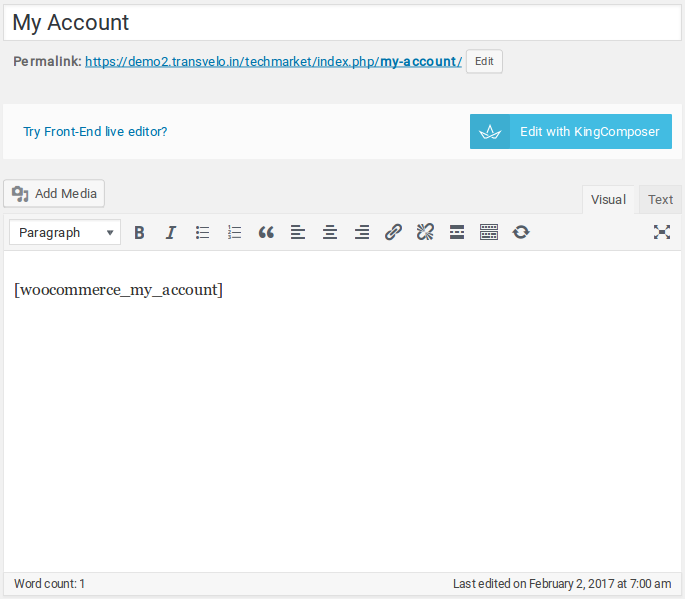 My Account
Permalink: https://demo2.transvelo.in/techmarket/index.php/my-account/ Edit
Try Front-End live editor? Edit with KingComposer
Add Media
Visual Text
Paragraph B I
[woocommerce_my_account]
Word count: 1 Last edited on February 2, 2017 at 7:00 am